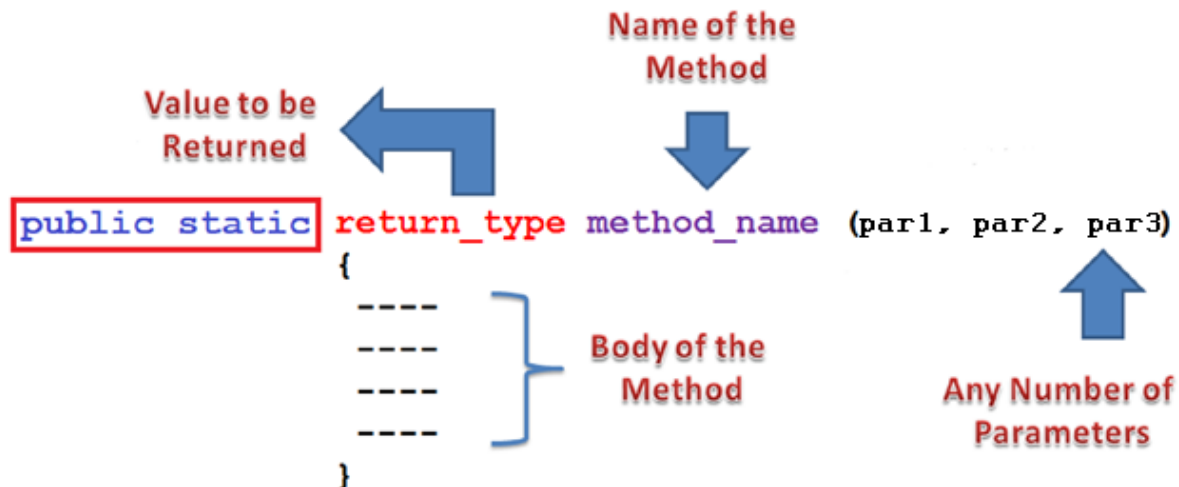 Name of the
Method
Value to be
Returned
public static return_type method_name (par1, par2, par3)
{
----
----
----
----
}
Body of the
Method
Any Number of
Parameters